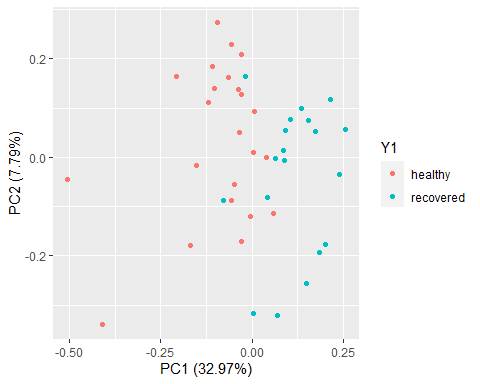 0.2
0.0
-0.2
PC2 (7.79%)
-0.50
-0.25
0.00
0.25
PC1 (32.97%)
Y1
healthy
recovered